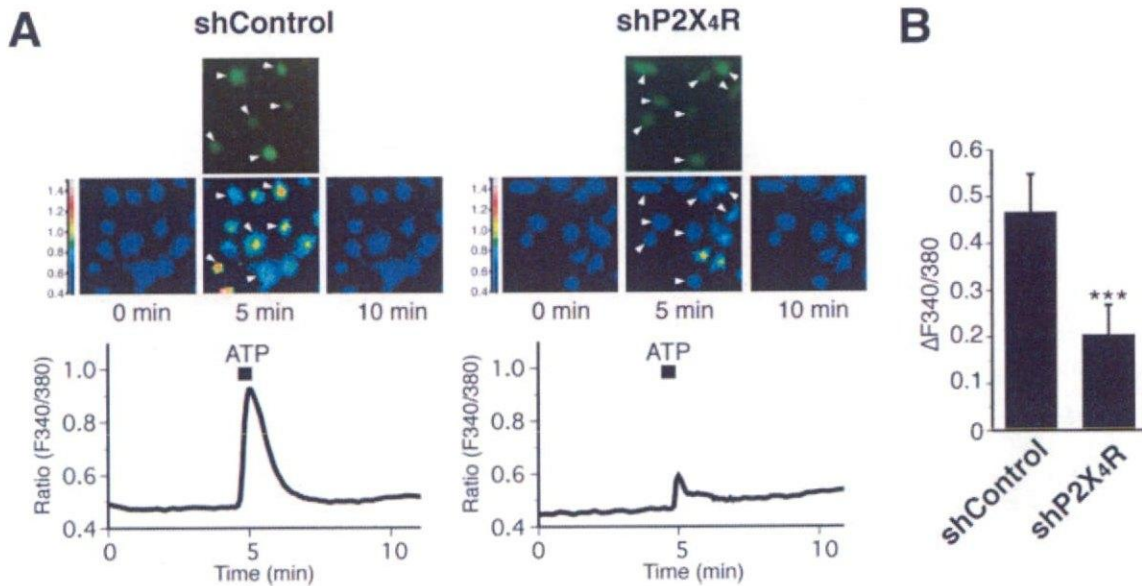 A
shControl
shP2X4R
B
1.4
1.2
1.0
0.8
0.6
0.4
1.4
1.2
1.0
0.8
0.6
0.4
0 min
5 min
10 min
0 min
5 min
10 min
Ratio (F340/380)
1.0
0.8
0.6
0.4
ATP
0
5
10
Time (min)
Ratio (F340/380)
1.0
0.8
0.6
0.4
ATP
0
5
10
Time (min)
ΔF340/380
0.6
0.5
0.4
0.3
0.2
0.1
0
***
shControl
shP2X4R